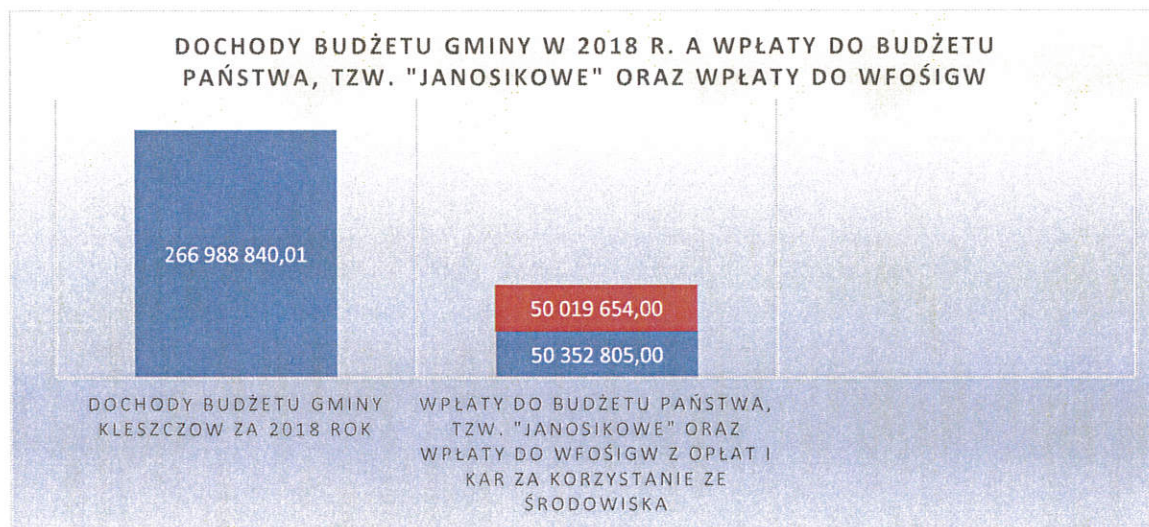 DOCHODY BUDŻETU GMINY W 2018 R. A WPŁATY DO BUDŻETU
PAŃSTWA, TZW. "JANOSIKOWE" ORAZ WPŁATY DO WFOŚIGW
266 988 840,01
50 019 654,00
50 352 805,00
DOCHODY BUDŻETU GMINY
KLESZCZOW ZA 2018 ROK
WPŁATY DO BUDŻETU PAŃSTWA,
TZW. "JANOSIKOWE" ORAZ
WPŁATY DO WFOŚIGW Z OPŁAT I
KAR ZA KORZYSTANIE ZE
ŚRODOWISKA